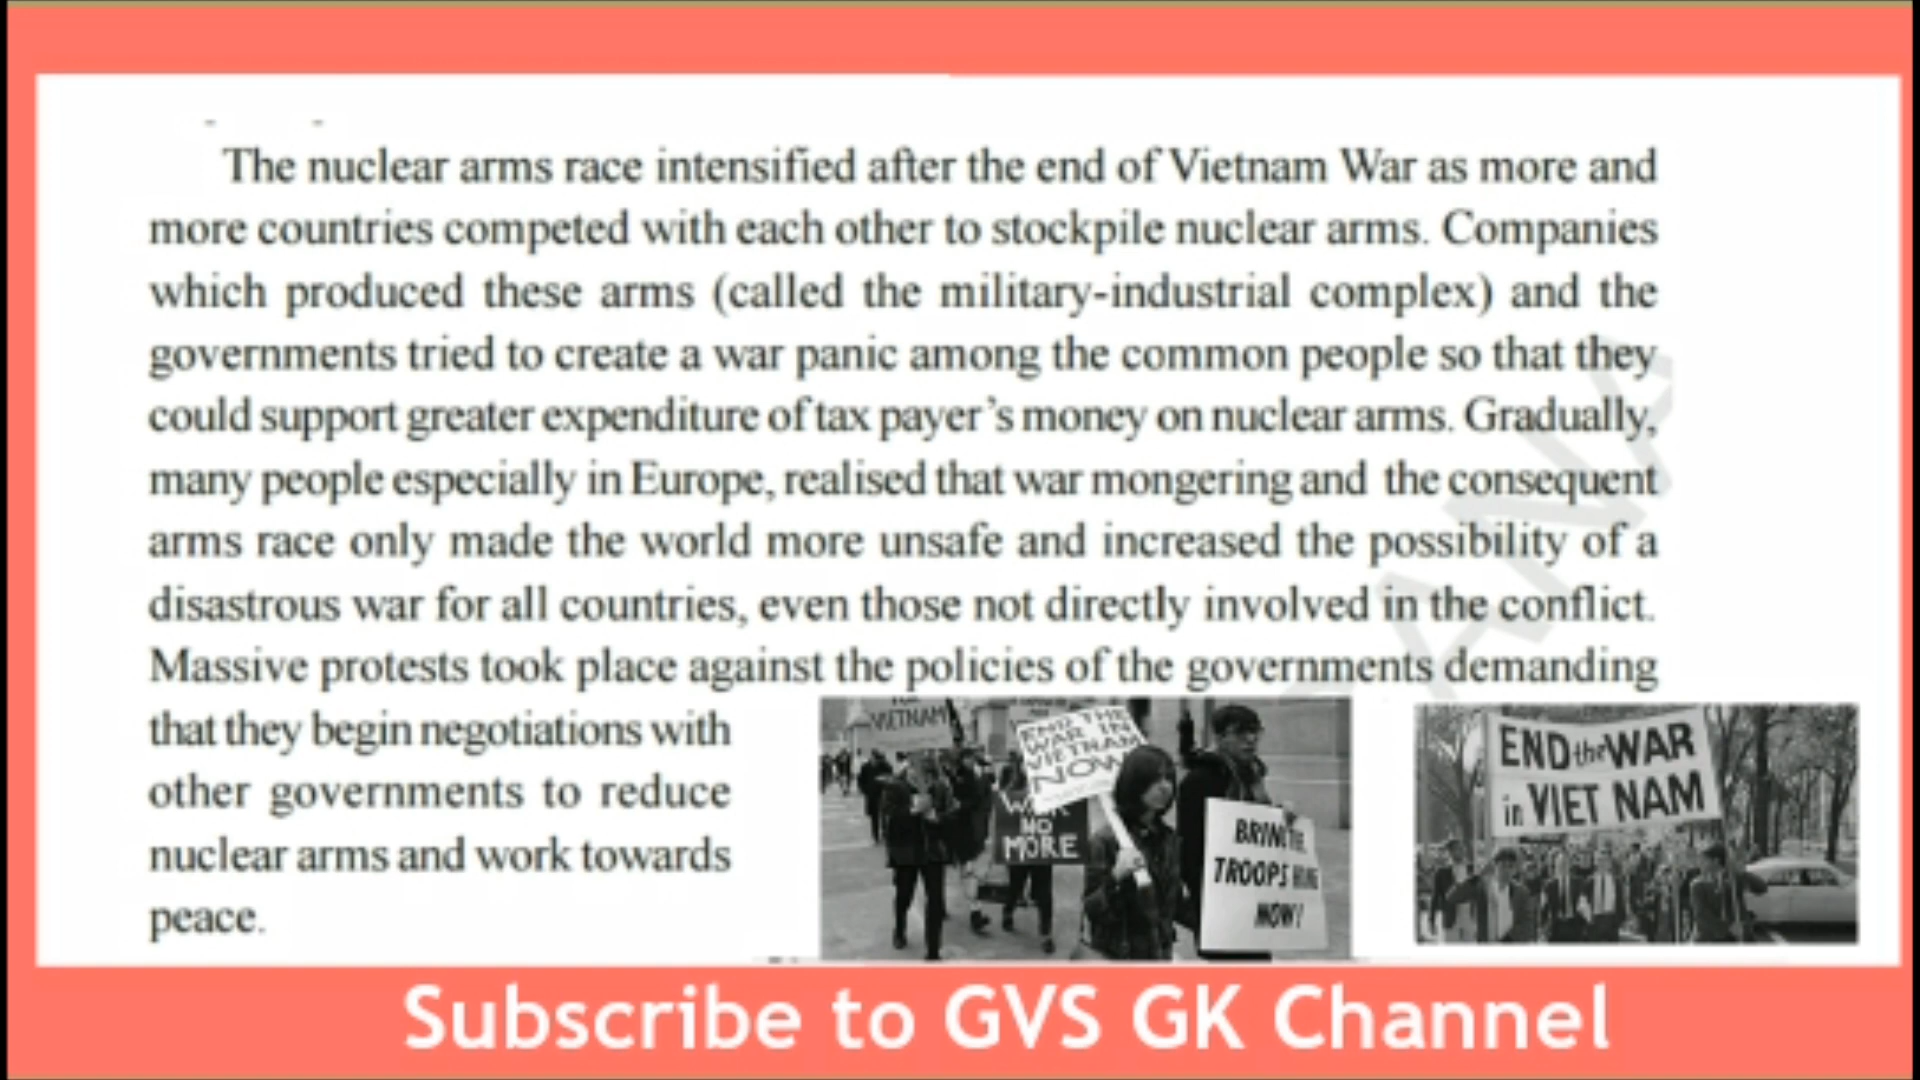 The nuclear arms race intensified after the end of Vietnam War as more and
more countries competed with each other to stockpile nuclear arms. Companies
which produced these arms (called the military-industrial complex) and the
governments tried to create a war panic among the common people so that they
could support greater expenditure of tax payer's money on nuclear arms. Gradually,
many people especially in Europe, realised that war mongering and the consequent
arms race only made the world more unsafe and increased the possibility of a
disastrous war for all countries, even those not directly involved in the conflict.
Massive protests took place against the policies of the governments demanding
that they begin negotiations with
other governments to reduce
nuclear arms and work towards
peace.
VIETNAM
END THE
WAR IN
VIETNAM
NOW
WAR
NO
MORE
BRING THE
TROOPS HOME
NOW!
END the WAR
in VIET NAM
Subscribe to GVS GK Channel